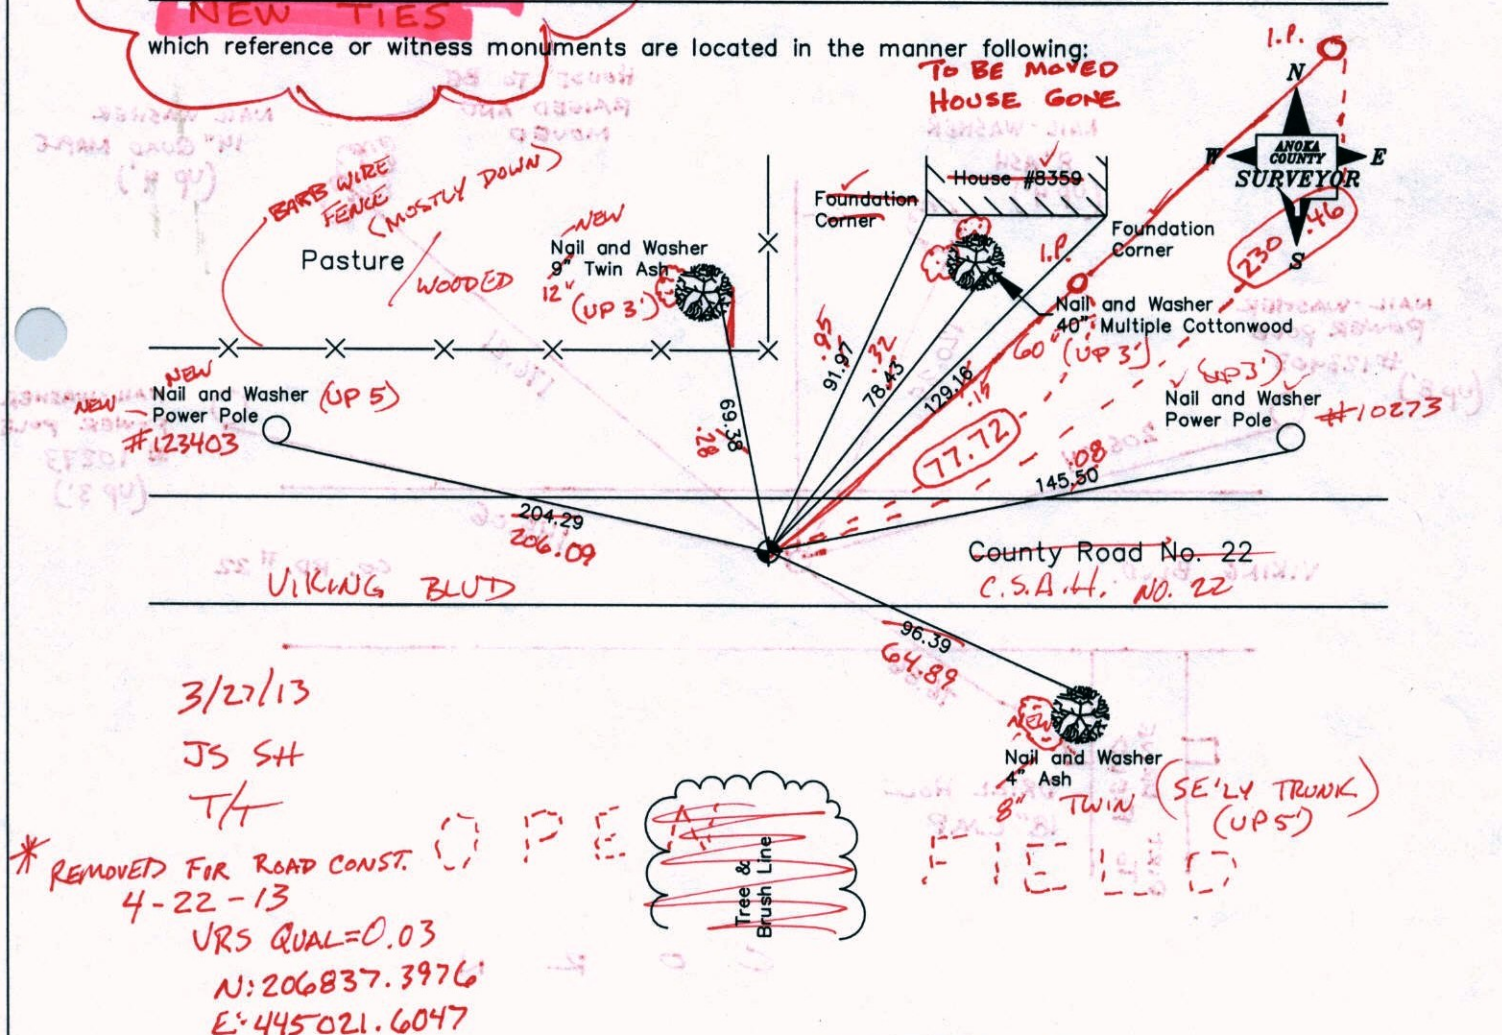 NEW TIES
which reference or witness monuments are located in the manner following:
TO BE MOVED
HOUSE GONE
I.P.
N
W
E
S
ANOKA
COUNTY
SURVEYOR
230.46
BARB WIRE
FENCE
(MOSTLY DOWN)
Pasture
/ WOODED
NEW
Nail and Washer
9" Twin Ash
12"
(UP 3')
House #8359
Foundation
Corner
Foundation
Corner
I.P.
Nail and Washer
40" Multiple Cottonwood
60" (UP 3')
NEW
Nail and Washer (UP 5)
NEW
Power Pole
#123403
(UP 3')
Nail and Washer
Power Pole
#10273
69.38
.28
91.97
.95
78.43
.32
129.16
.15
77.72
.08
145.50
204.29
206.09
VIKING BLVD
County Road No. 22
C.S.A.H. NO. 22
96.39
64.89
NEW
Nail and Washer
4" Ash
8" TWIN (SE'LY TRUNK)
(UP 5')
3/27/13
JS SH
T/T
OPEN FIELD
Tree &
Brush Line
* REMOVED FOR ROAD CONST.
4-22-13
VRS QUAL=0.03
N:206837.3976
E:445021.6047